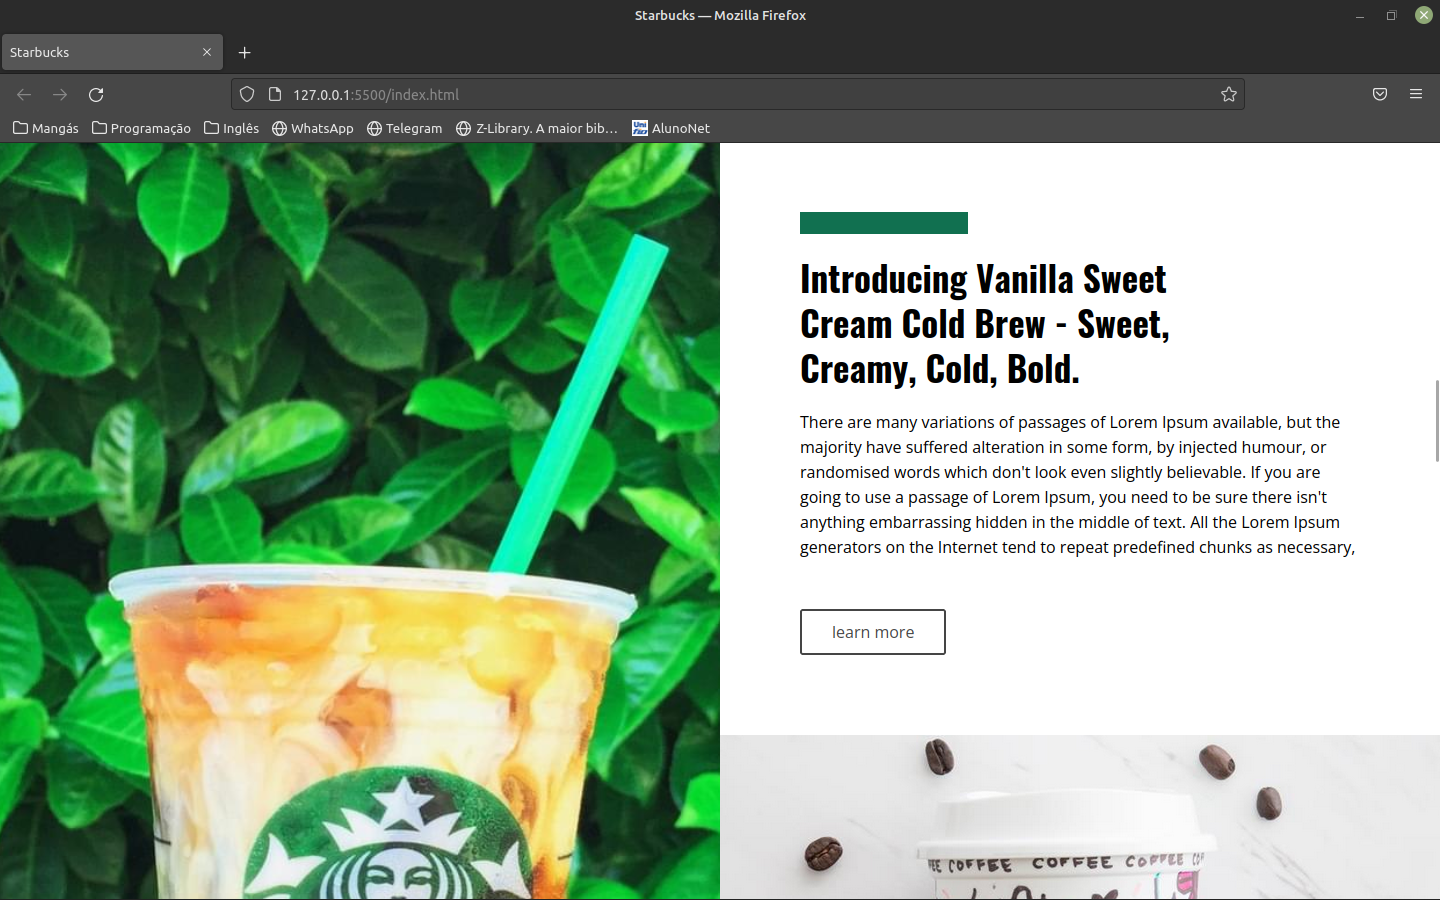 Starbucks — Mozilla Firefox
Starbucks
127.0.0.1:5500/index.html
Mangás Programação Inglês WhatsApp Telegram Z-Library. A maior bib… AlunoNet
Introducing Vanilla Sweet
Cream Cold Brew - Sweet,
Creamy, Cold, Bold.
There are many variations of passages of Lorem Ipsum available, but the
majority have suffered alteration in some form, by injected humour, or
randomised words which don't look even slightly believable. If you are
going to use a passage of Lorem Ipsum, you need to be sure there isn't
anything embarrassing hidden in the middle of text. All the Lorem Ipsum
generators on the Internet tend to repeat predefined chunks as necessary,
learn more
COFFEE COFFEE